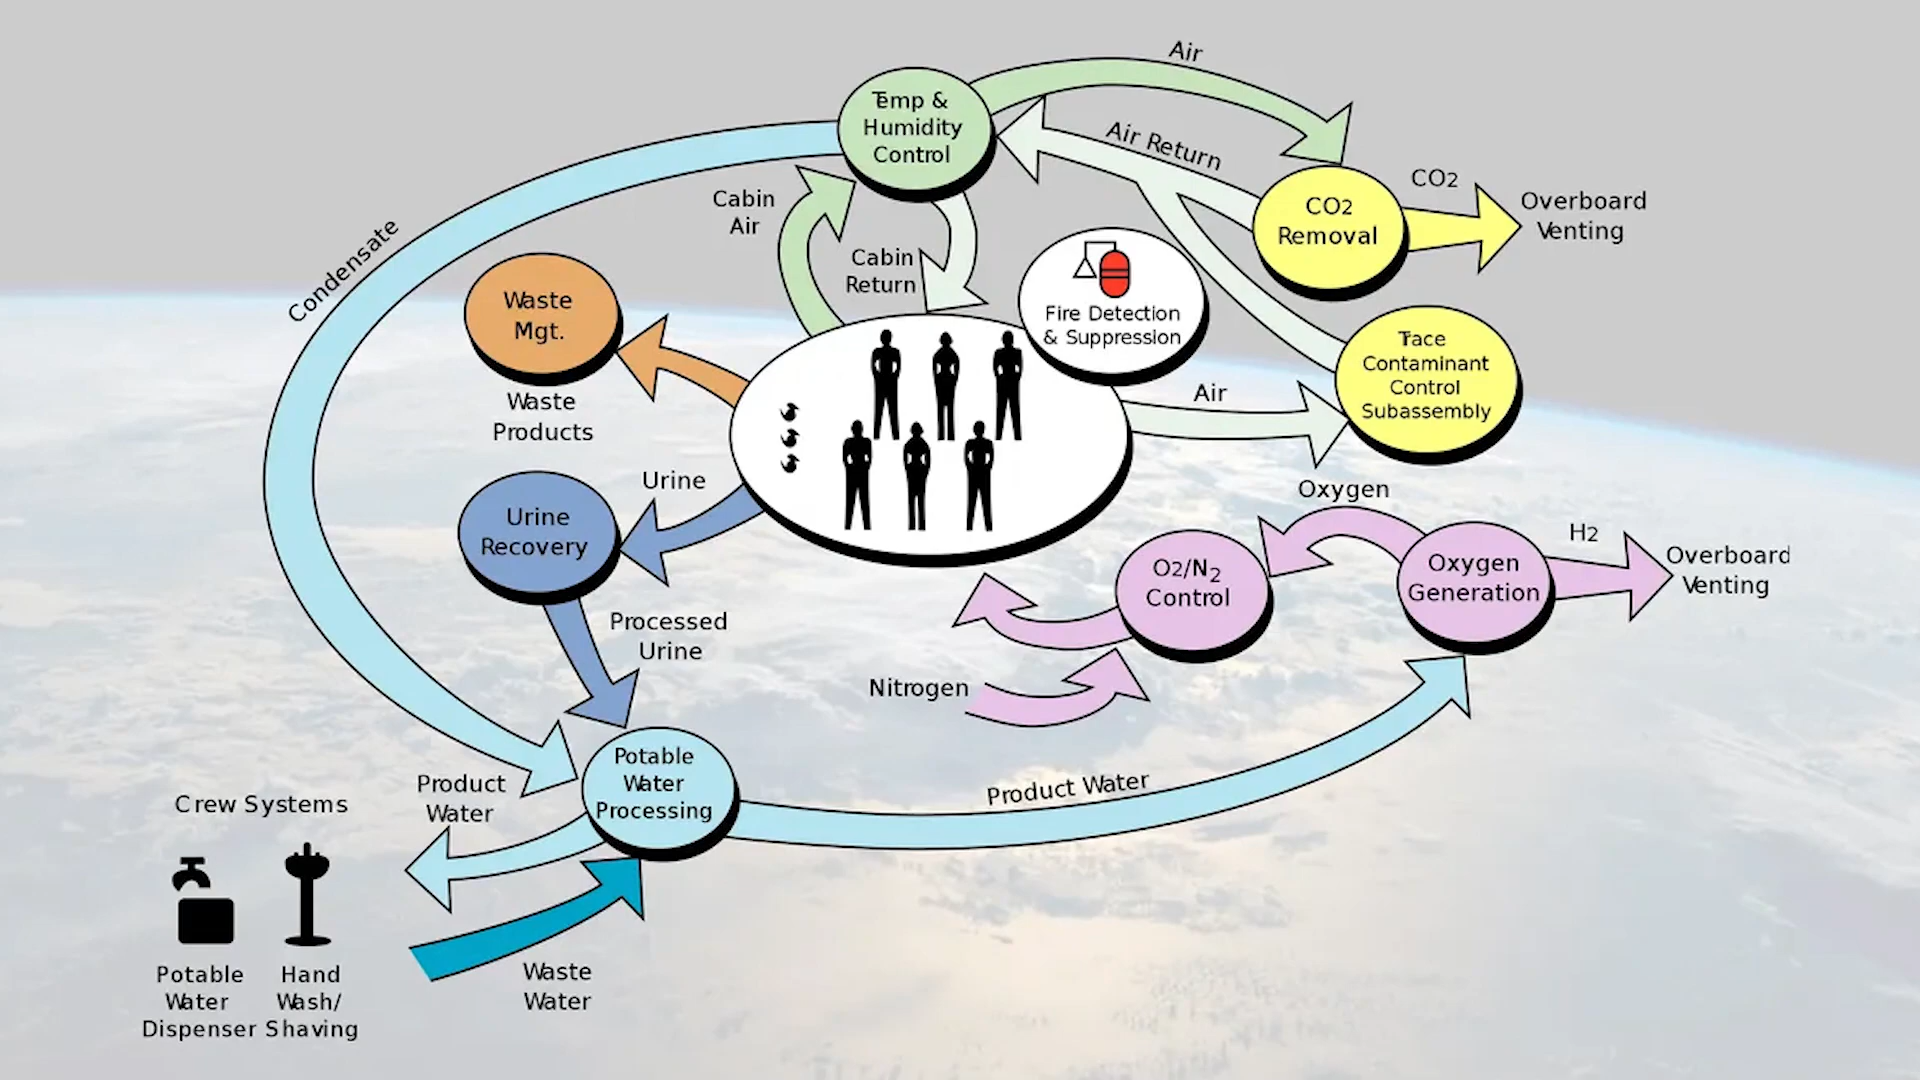 Air
Temp &
Humidity
Control
Air Return
CO2
Removal
CO2
Overboard
Venting
Cabin
Air
Cabin
Return
Condensate
Waste
Mgt.
Waste
Products
Fire Detection
& Suppression
Trace
Contaminant
Control
Subassembly
Air
Urine
Urine
Recovery
Oxygen
O2/N2
Control
Oxygen
Generation
H2
Overboard
Venting
Processed
Urine
Nitrogen
Potable
Water
Processing
Product Water
Product
Water
Crew Systems
Potable
Water
Dispenser
Hand
Wash/
Shaving
Waste
Water